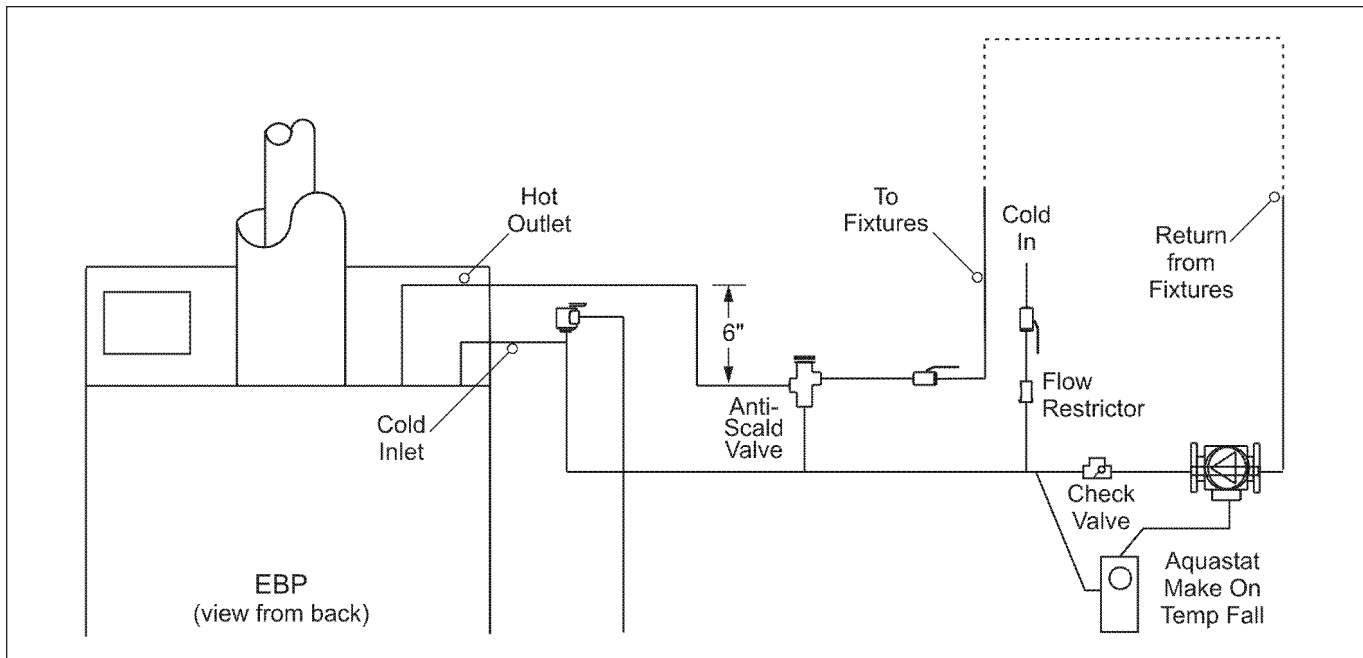 Hot
Outlet
To
Fixtures
Cold
In
Return
from
Fixtures
6"
Flow
Restrictor
Anti-
Scald
Valve
Cold
Inlet
Check
Valve
Aquastat
Make On
Temp Fall
EBP
(view from back)